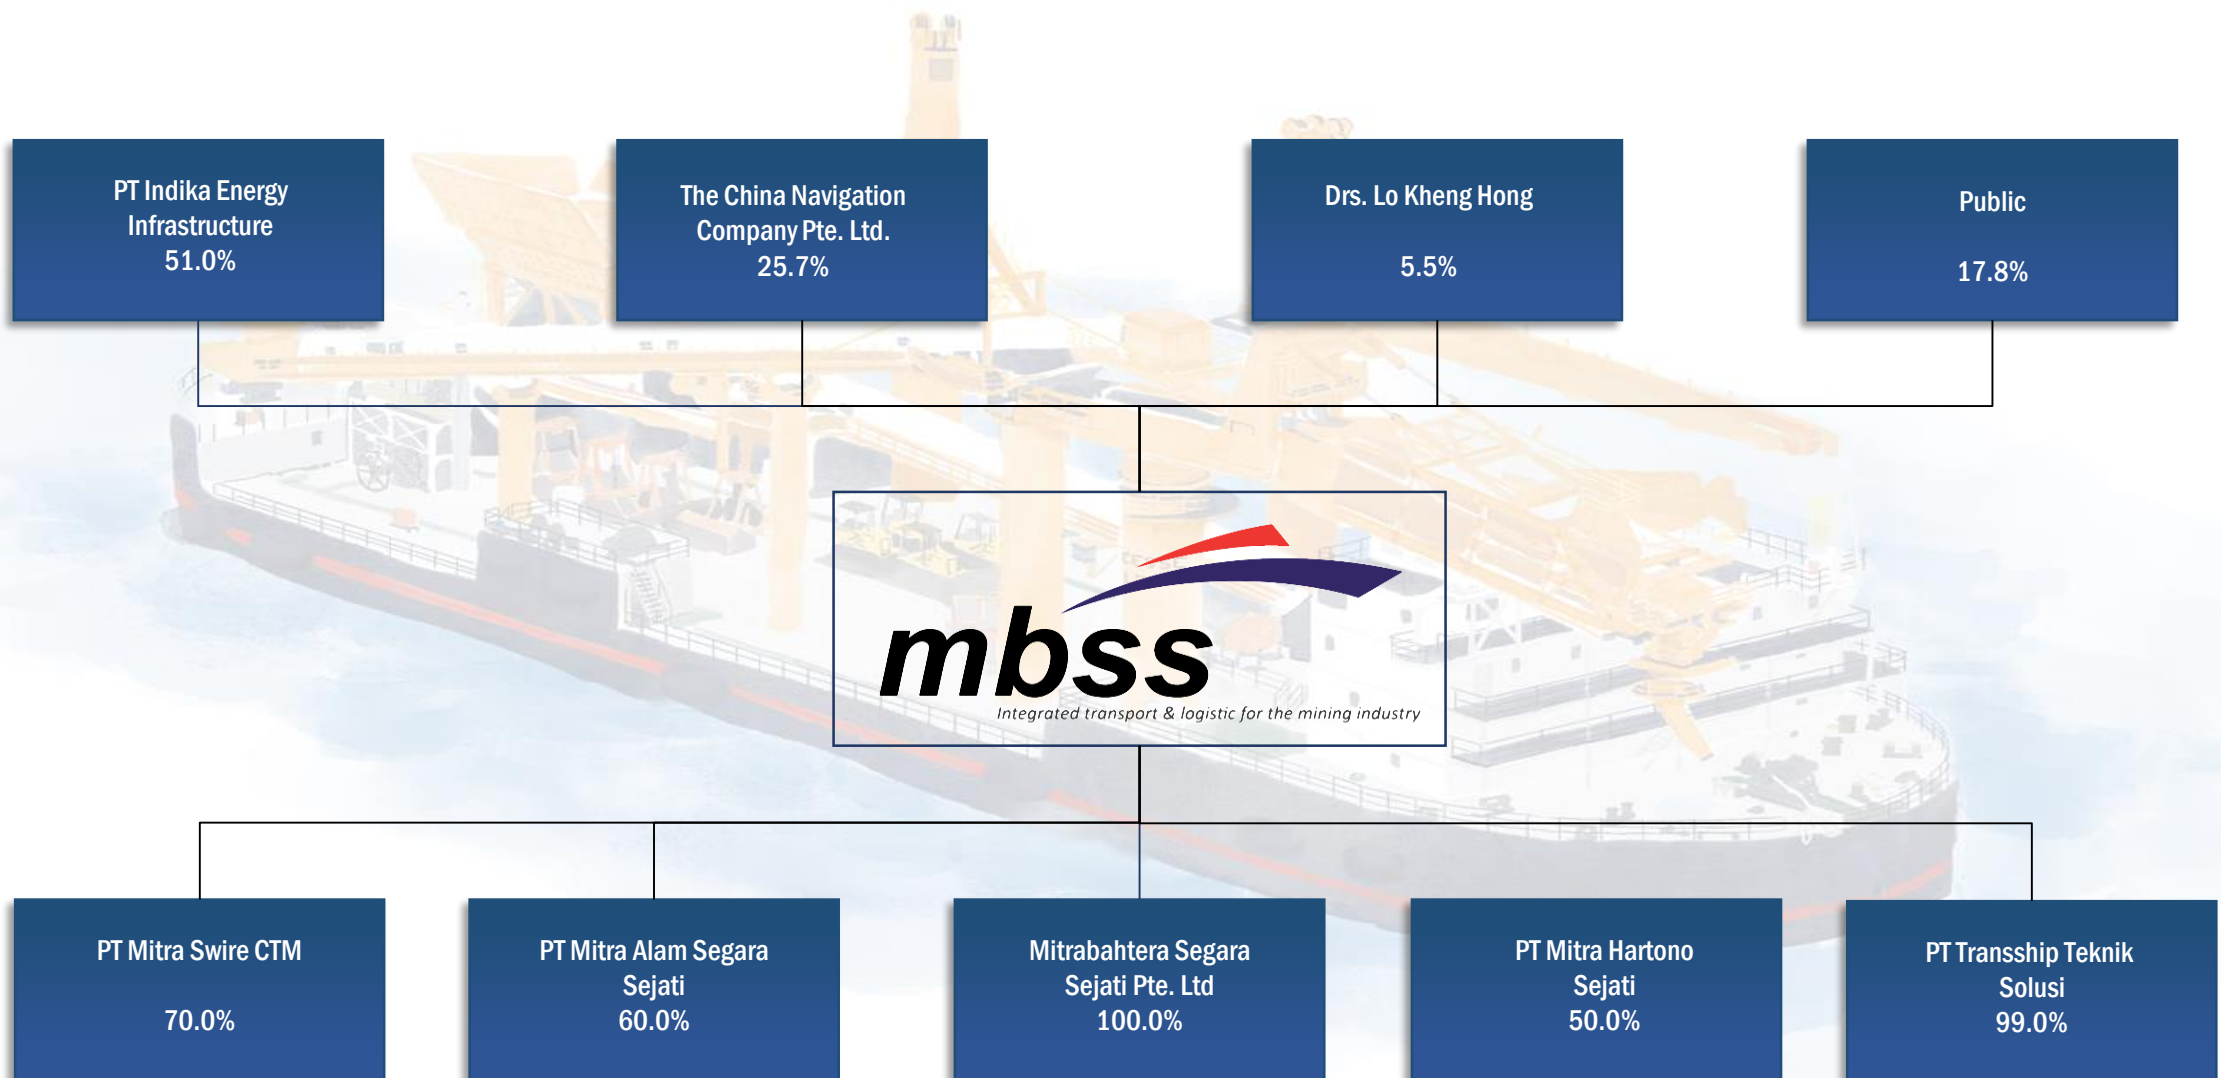 PT Indika Energy
Infrastructure
51.0%
The China Navigation
Company Pte. Ltd.
25.7%
Drs. Lo Kheng Hong
5.5%
Public
17.8%
mbss
Integrated transport & logistic for the mining industry
PT Mitra Swire CTM
70.0%
PT Mitra Alam Segara
Sejati
60.0%
Mitrabahtera Segara
Sejati Pte. Ltd
100.0%
PT Mitra Hartono
Sejati
50.0%
PT Transship Teknik
Solusi
99.0%